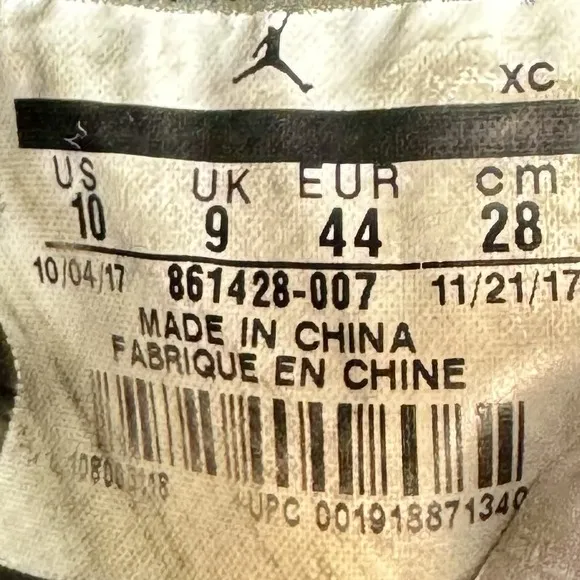 XC
US UK EUR cm
10 9 44 28
10/04/17 861428-007 11/21/17
MADE IN CHINA
FABRIQUE EN CHINE
UPC 001918871340